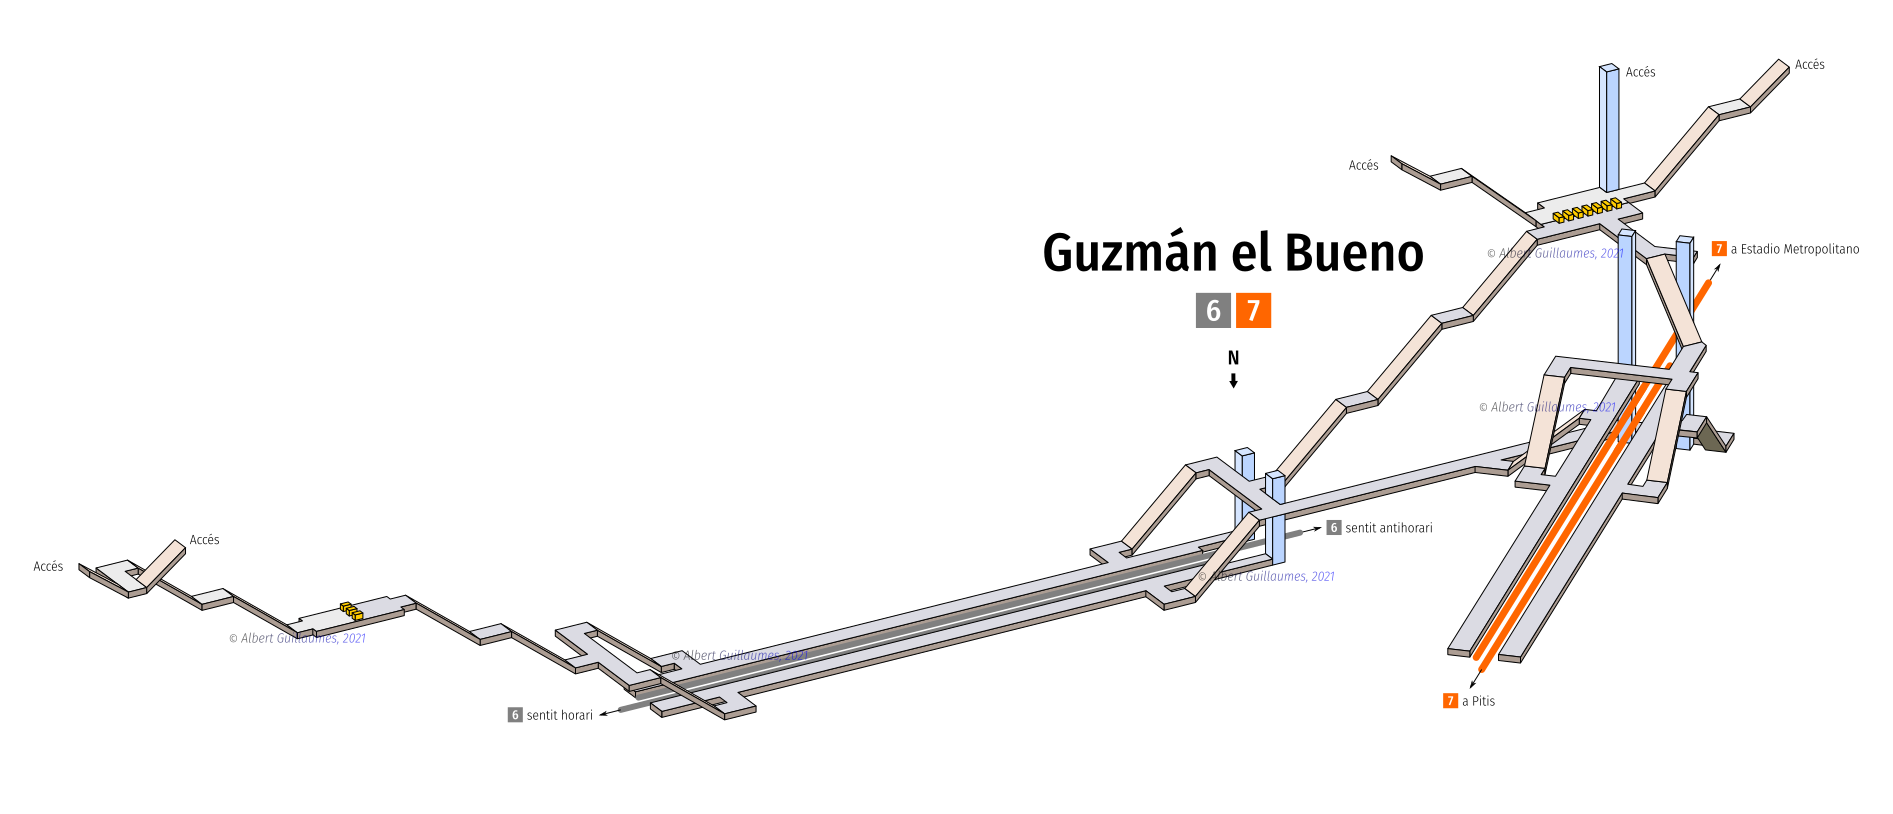 Accés
Accés
Accés
Guzmán el Bueno
6 7
N
© Albert Guillaumes, 2021
7 a Estadio Metropolitano
© Albert Guillaumes, 2021
6 sentit antihorari
Accés
Accés
© Albert Guillaumes, 2021
© Albert Guillaumes, 2021
© Albert Guillaumes, 2021
6 sentit horari
7 a Pitis